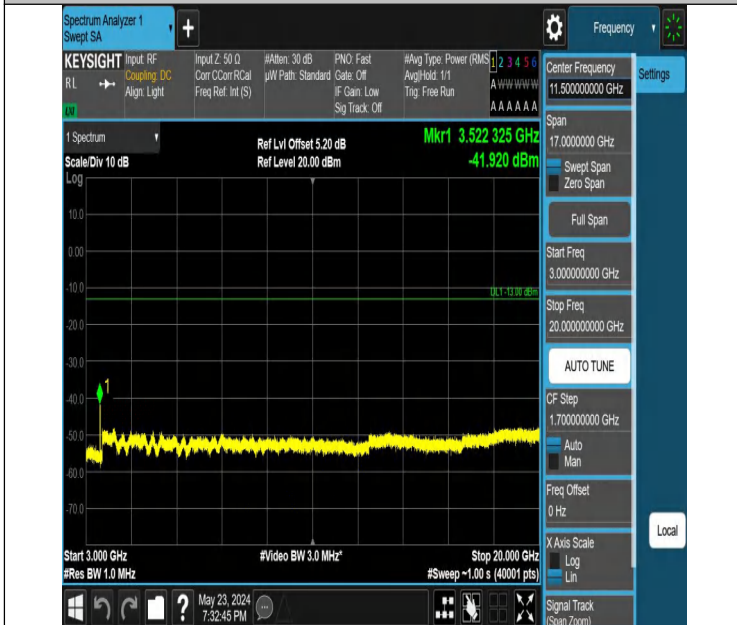 Spectrum Analyzer 1
Swept SA
+
Frequency
KEYSIGHT
RL
Input: RF
Coupling: DC
Align: Light
Input Z: 50 Ω
Corr CCorr RCal
Freq Ref: Int (S)
#Atten: 30 dB
µW Path: Standard
PNO: Fast
Gate: Off
IF Gain: Low
Sig Track: Off
#Avg Type: Power (RMS
Avg|Hold: 1/1
Trig: Free Run
1 2 3 4 5 6
A W W W W W
A A A A A A
1 Spectrum
Scale/Div 10 dB
Log
Ref Lvl Offset 5.20 dB
Ref Level 20.00 dBm
Mkr1 3.522 325 GHz
-41.920 dBm
10.0
0.00
-10.0
DL1 -13.00 dBm
-20.0
-30.0
1
-40.0
-50.0
-60.0
-70.0
Start 3.000 GHz
#Res BW 1.0 MHz
#Video BW 3.0 MHz*
Stop 20.000 GHz
#Sweep ~1.00 s (40001 pts)
Center Frequency
11.500000000 GHz
Settings
Span
17.0000000 GHz
Swept Span
Zero Span
Full Span
Start Freq
3.000000000 GHz
Stop Freq
20.000000000 GHz
AUTO TUNE
CF Step
1.700000000 GHz
Auto
Man
Freq Offset
0 Hz
X Axis Scale
Log
Lin
Local
Signal Track
(Span Zoom)
?
May 23, 2024
7:32:45 PM